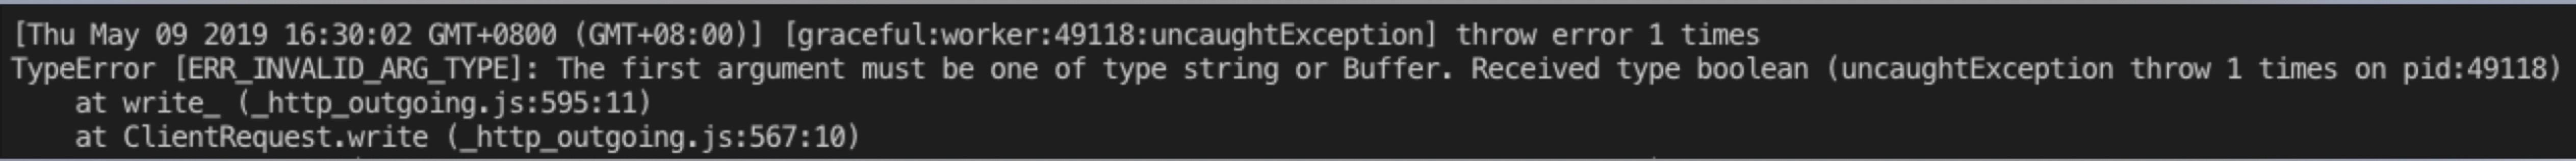 [Thu May 09 2019 16:30:02 GMT+0800 (GMT+08:00)] [graceful:worker:49118:uncaughtException] throw error 1 times
TypeError [ERR_INVALID_ARG_TYPE]: The first argument must be one of type string or Buffer. Received type boolean (uncaughtException throw 1 times on pid:49118)
    at write_ (_http_outgoing.js:595:11)
    at ClientRequest.write (_http_outgoing.js:567:10)